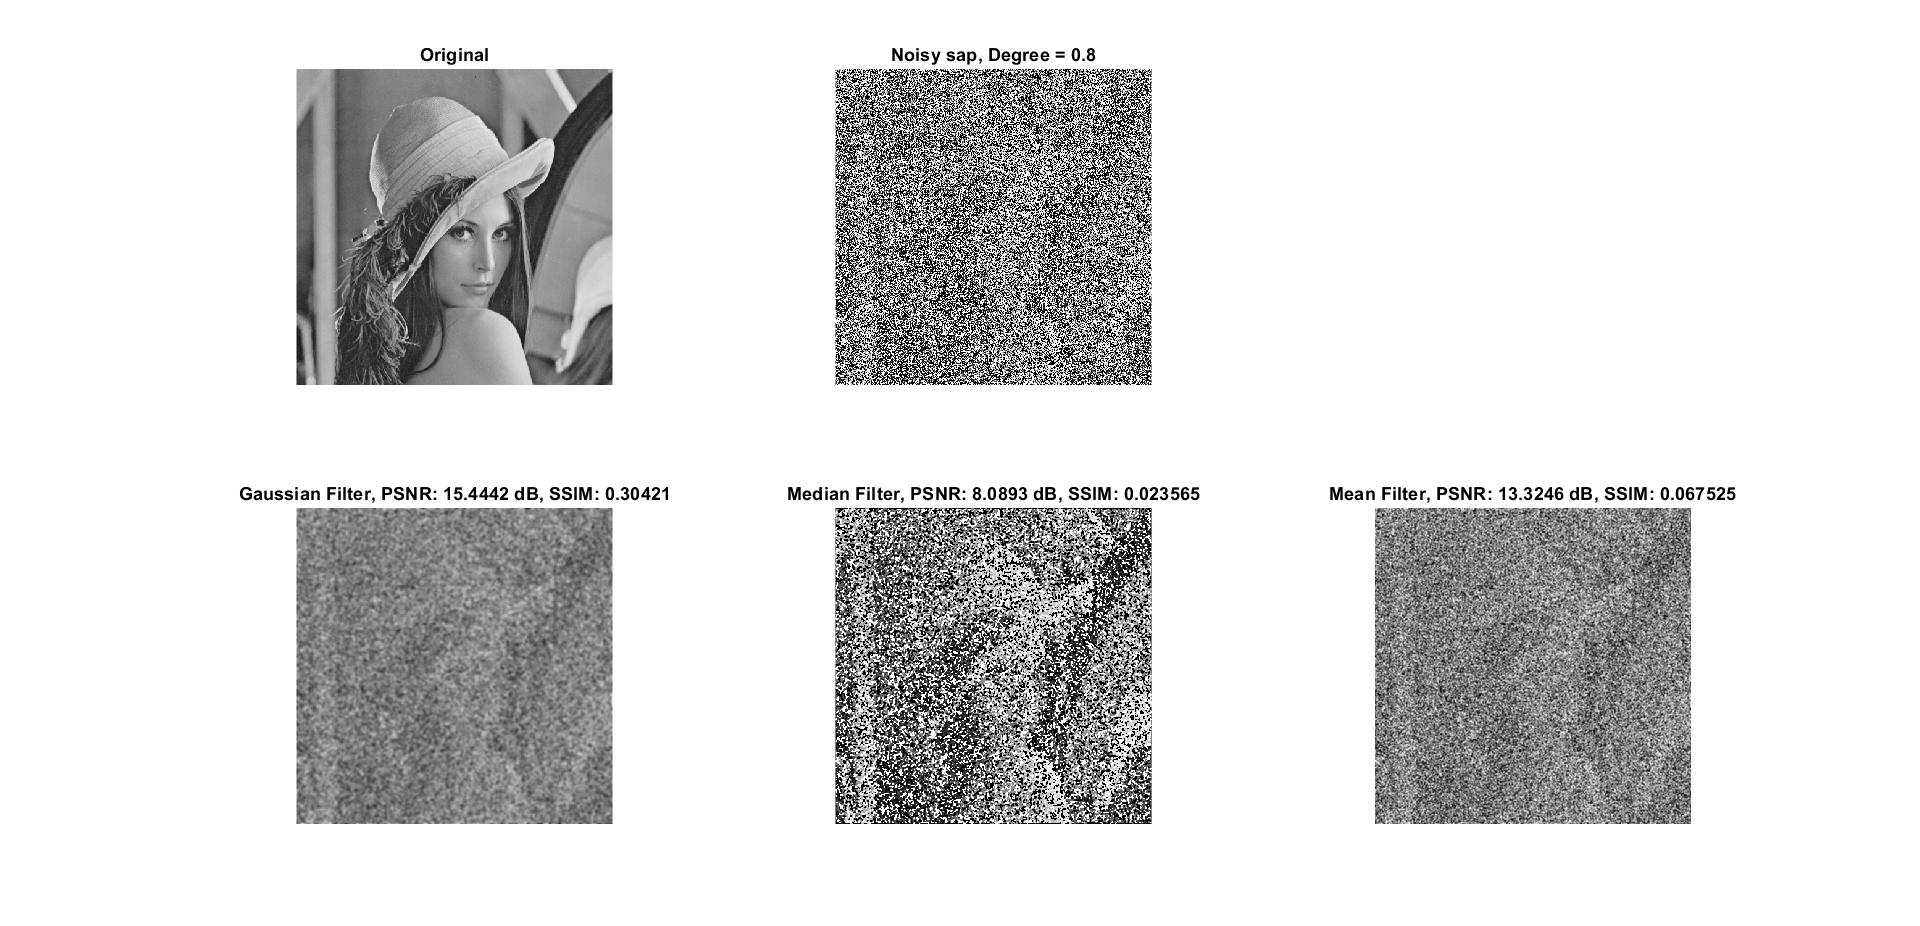 Original
Noisy sap, Degree = 0.8
Gaussian Filter, PSNR: 15.4442 dB, SSIM: 0.30421
Median Filter, PSNR: 8.0893 dB, SSIM: 0.023565
Mean Filter, PSNR: 13.3246 dB, SSIM: 0.067525